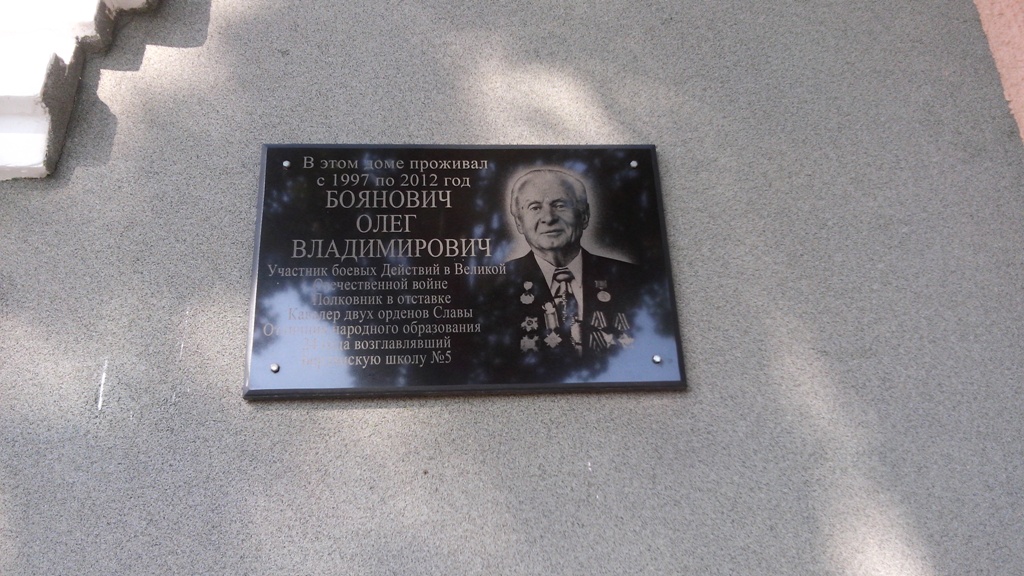 В этом доме проживал
с 1997 по 2012 год
БОЯНОВИЧ
ОЛЕГ
ВЛАДИМИРОВИЧ
Участник боевых Действий в Великой
Отечественной войне
Полковник в отставке
Кавалер двух орденов Славы
народного образования
возглавлявший
школу №5